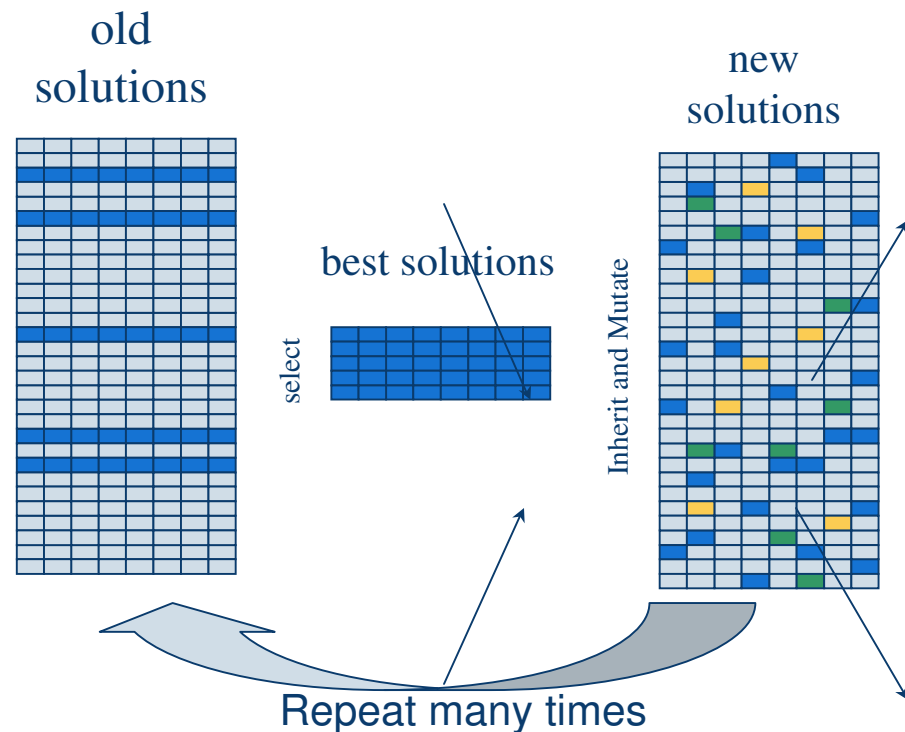 old
solutions
select
best solutions
Inherit and Mutate
new
solutions
Repeat many times